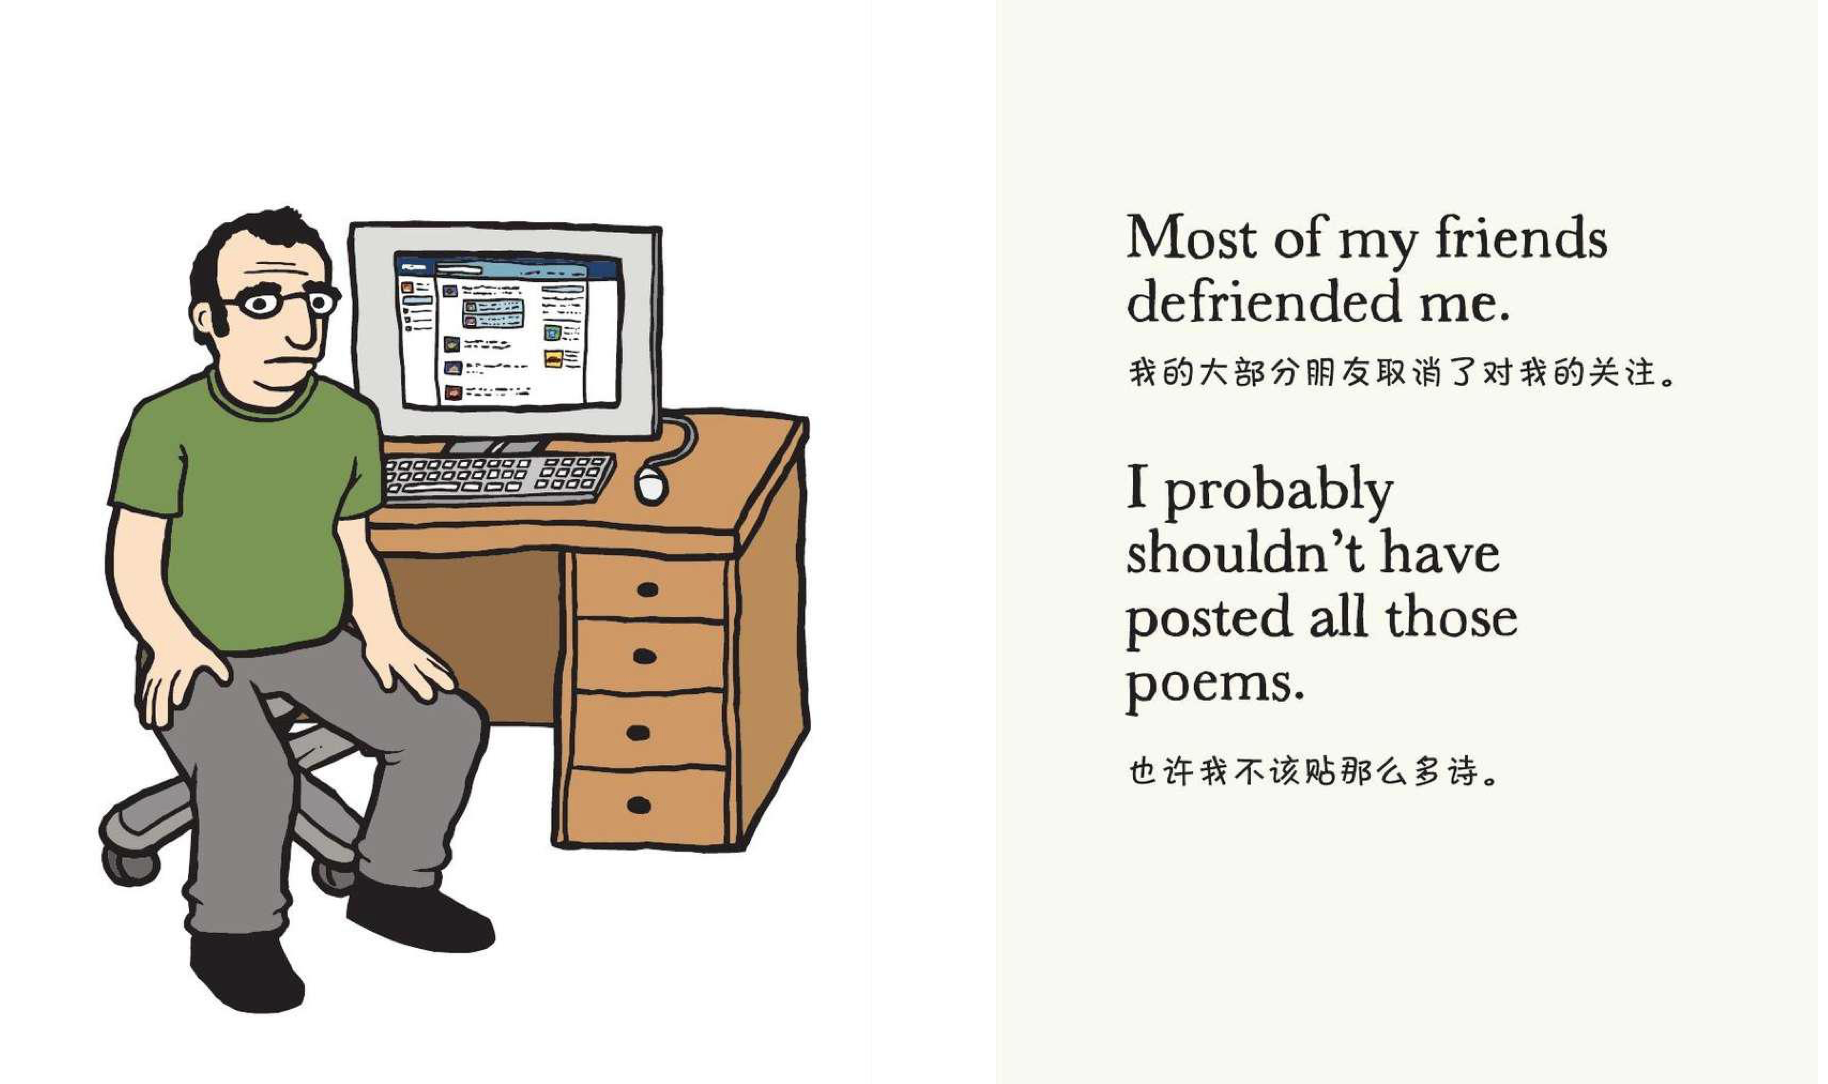 Most of my friends
defriended me.
我的大部分朋友取消了对我的关注。
I probably
shouldn’t have
posted all those
poems.
也许我不该贴那么多诗。